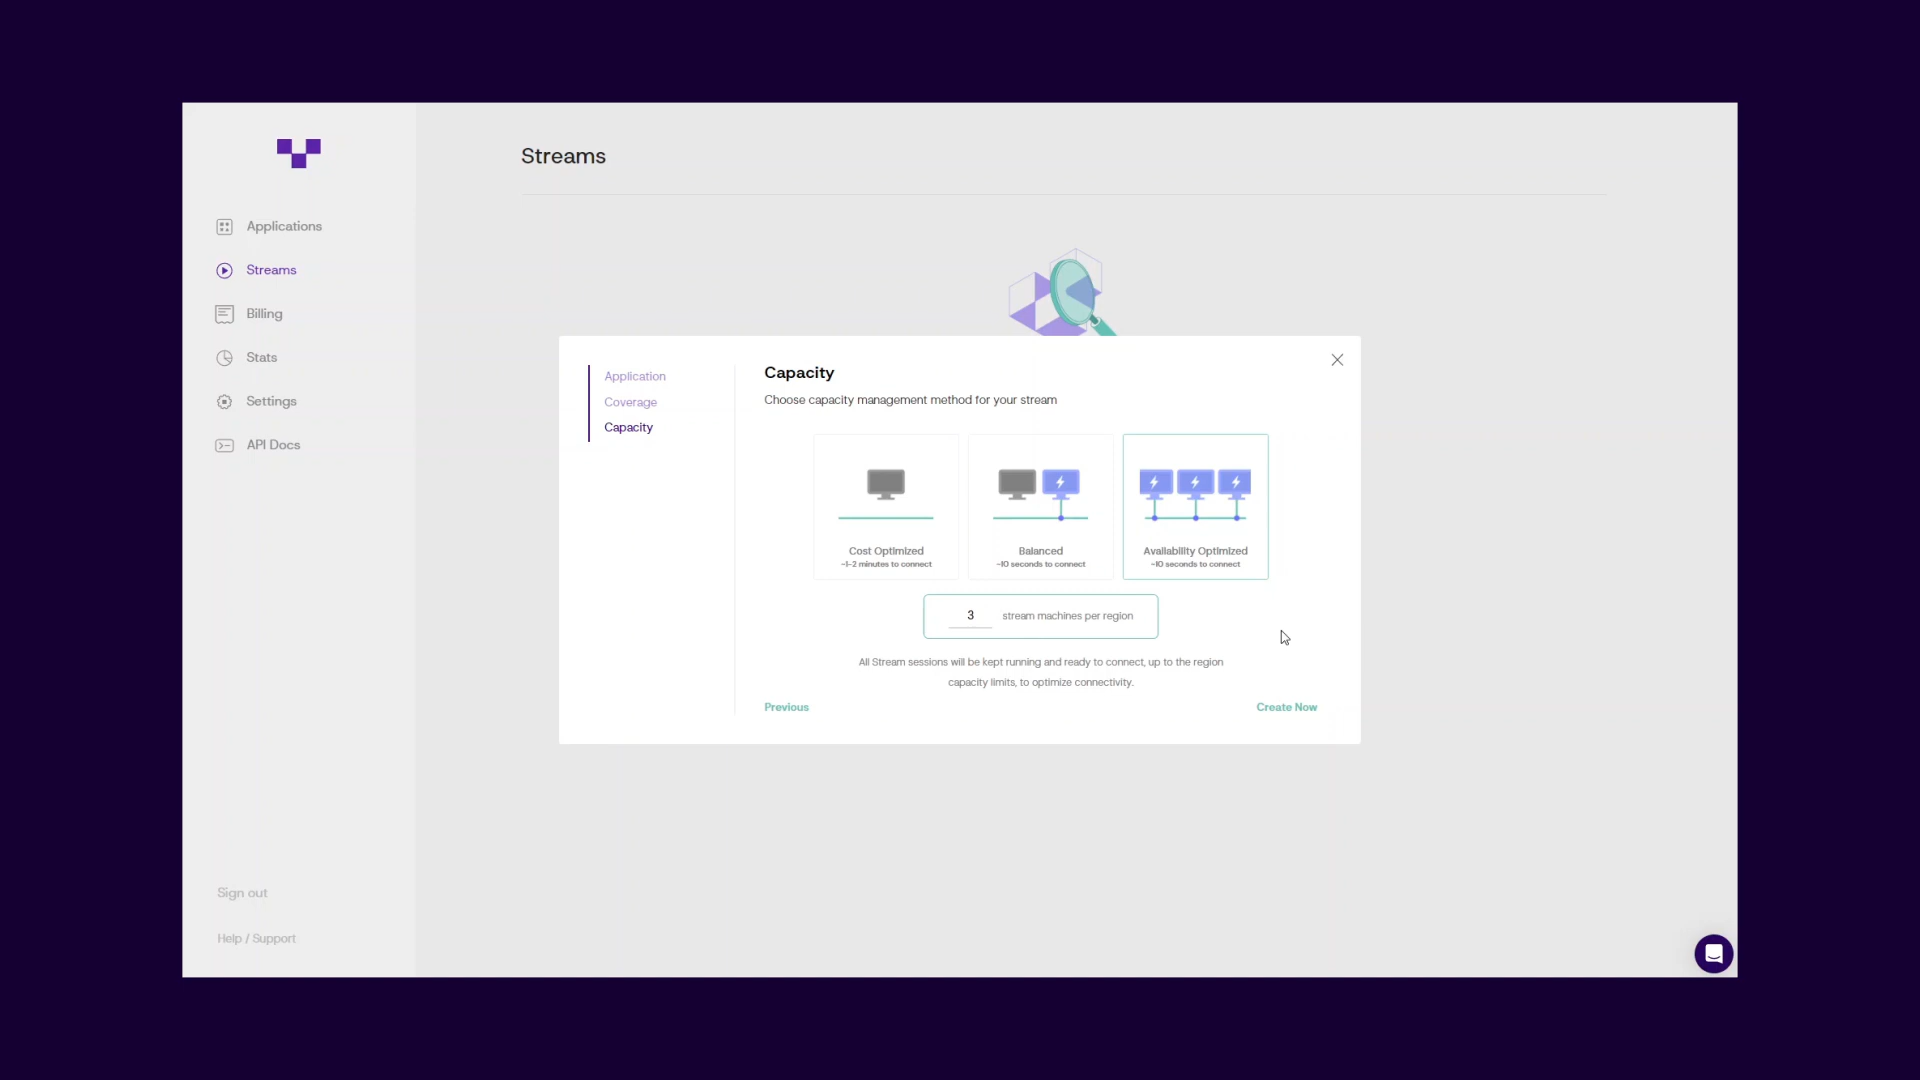 Streams
Applications
Streams
Billing
Stats
Settings
API Docs
Sign out
Help / Support
Application
Coverage
Capacity
Capacity
Choose capacity management method for your stream
Cost Optimized
~1-2 minutes to connect
Balanced
~10 seconds to connect
Availability Optimized
~10 seconds to connect
3 stream machines per region
All Stream sessions will be kept running and ready to connect, up to the region
capacity limits, to optimize connectivity.
Previous
Create Now